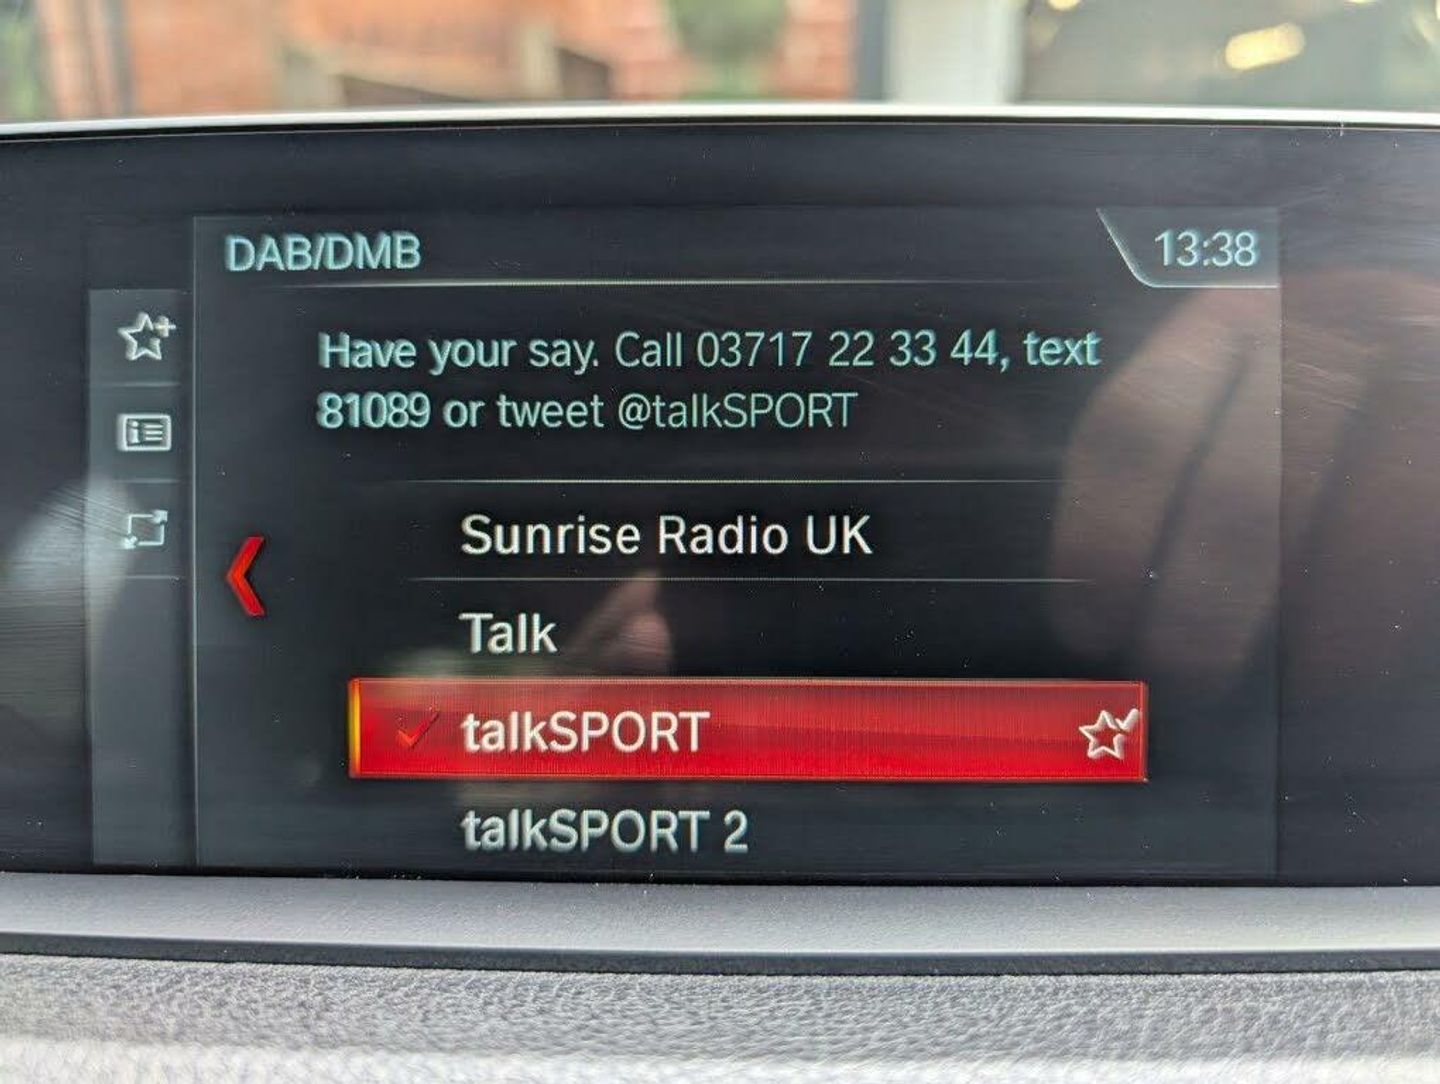 DAB/DMB
13:38
Have your say. Call 03717 22 33 44, text
81089 or tweet @talkSPORT
Sunrise Radio UK
Talk
talkSPORT
talkSPORT 2